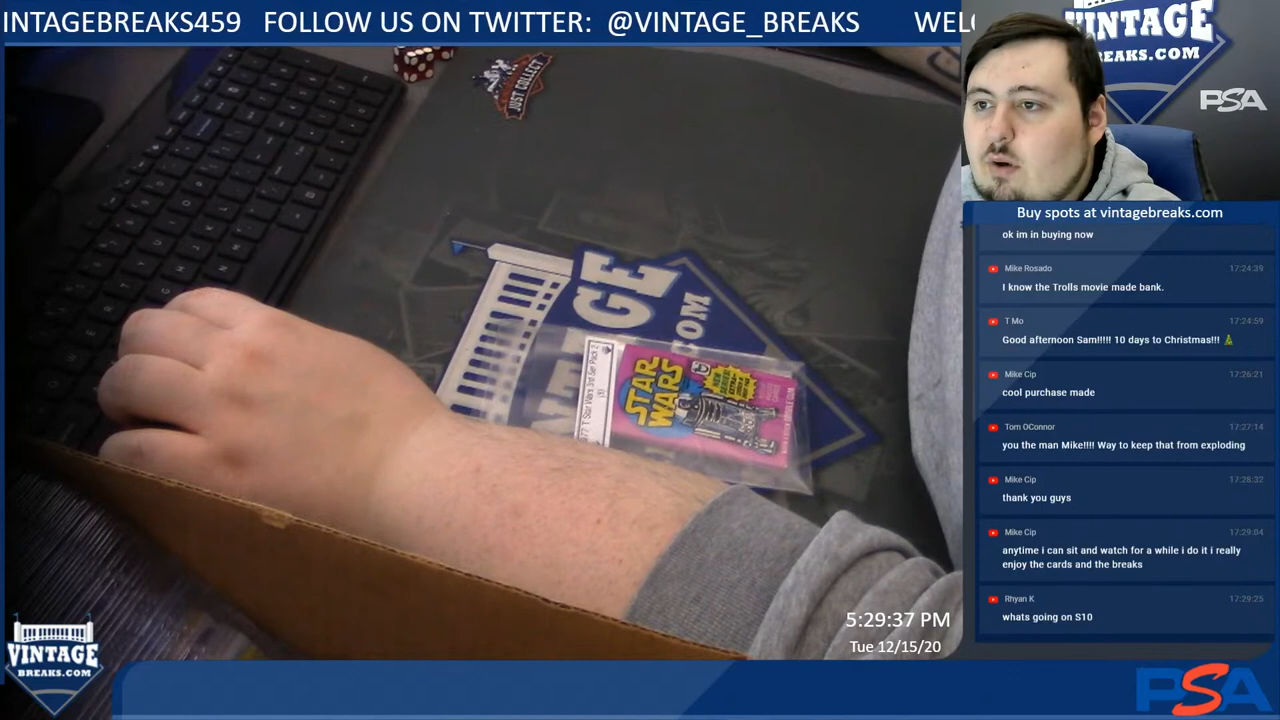 INTAGEBREAKS459 FOLLOW US ON TWITTER: @VINTAGE_BREAKS WEL
VINTAGE
BREAKS.COM
PSA
JUST COLLECT
Buy spots at vintagebreaks.com
ok im in buying now
Mike Rosado 17:24:39
I know the Trolls movie made bank.
T Mo 17:24:59
Good afternoon Sam!!!!! 10 days to Christmas!!! 🎄
Mike Cip 17:26:21
cool purchase made
Tom OConnor 17:27:14
you the man Mike!!!! Way to keep that from exploding
Mike Cip 17:28:32
thank you guys
Mike Cip 17:29:04
anytime i can sit and watch for a while i do it i really
enjoy the cards and the breaks
Rhyan K 17:29:25
whats going on S10
NTAGE
.COM
STAR
WARS
5:29:37 PM
Tue 12/15/20
VINTAGE
BREAKS.COM
PSA